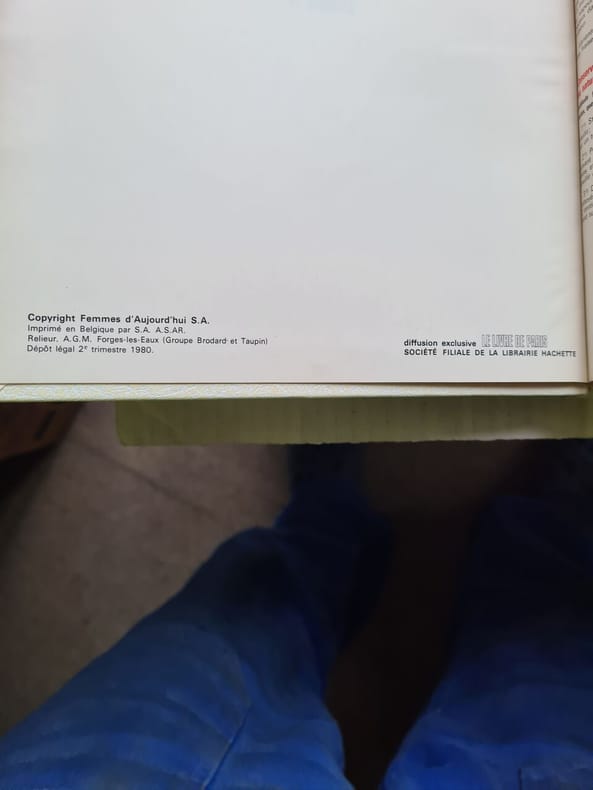 Copyright Femmes d'Aujourd'hui S.A.
Imprimé en Belgique par S.A. A.S.AR.
Relieur. A.G.M. Forges-les-Eaux (Groupe Brodard et Taupin)
Dépôt légal 2e trimestre 1980.
diffusion exclusive LE LIVRE DE PARIS
SOCIÉTÉ FILIALE DE LA LIBRAIRIE HACHETTE